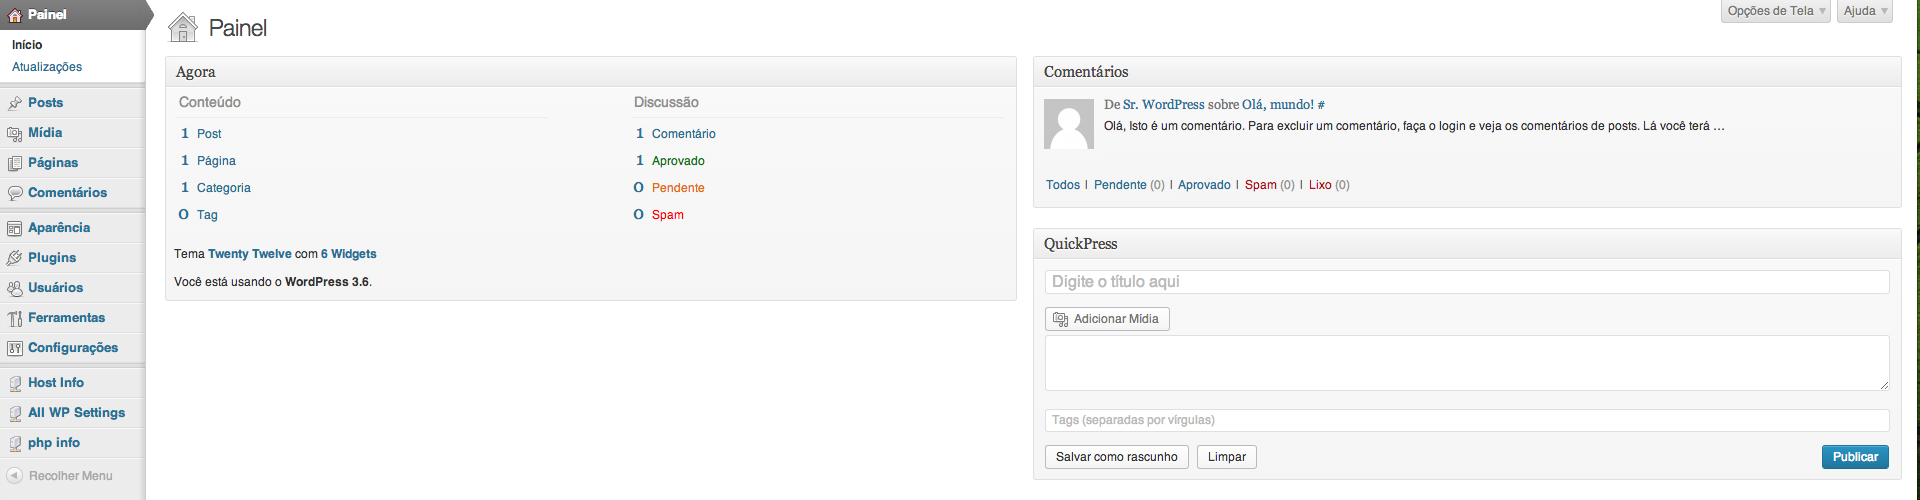 Painel
Início
Atualizações
Posts
Mídia
Páginas
Comentários
Aparência
Plugins
Usuários
Ferramentas
Configurações
Host Info
All WP Settings
php info
Recolher Menu
Opções de Tela
Ajuda
Painel
Agora
Conteúdo
1 Post
1 Página
1 Categoria
0 Tag
Discussão
1 Comentário
1 Aprovado
0 Pendente
0 Spam
Tema Twenty Twelve com 6 Widgets
Você está usando o WordPress 3.6.
Comentários
De Sr. WordPress sobre Olá, mundo! #
Olá, Isto é um comentário. Para excluir um comentário, faça o login e veja os comentários de posts. Lá você terá …
Todos | Pendente (0) | Aprovado | Spam (0) | Lixo (0)
QuickPress
Digite o título aqui
Adicionar Mídia
Tags (separadas por vírgulas)
Salvar como rascunho
Limpar
Publicar